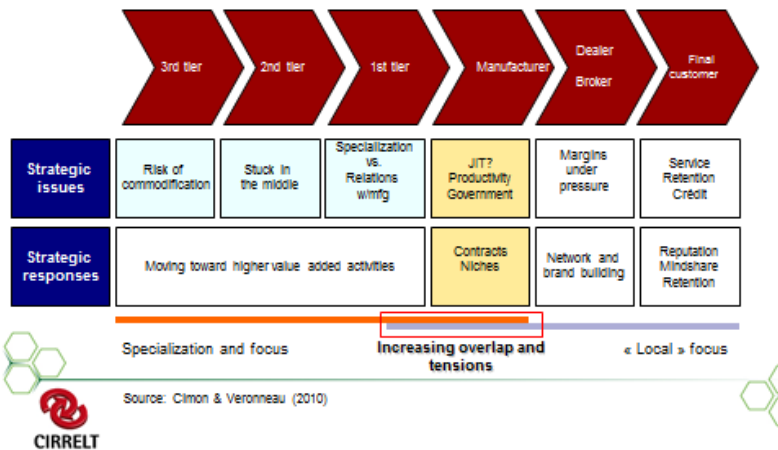 3rd tier
2nd tier
1st tier
Manufacturer
Dealer
Broker
Final
customer
Strategic
issues
Risk of
commodification
Stuck in
the middle
Specialization
vs.
Relations
w/mfg
JIT?
Productivity
Government
Margins
under
pressure
Service
Retention
Crédit
Strategic
responses
Moving toward higher value added activities
Contracts
Niches
Network and
brand building
Reputation
Mindshare
Retention
Specialization and focus
Increasing overlap and
tensions
« Local » focus
Source: Cimon & Veronneau (2010)
CIRRELT